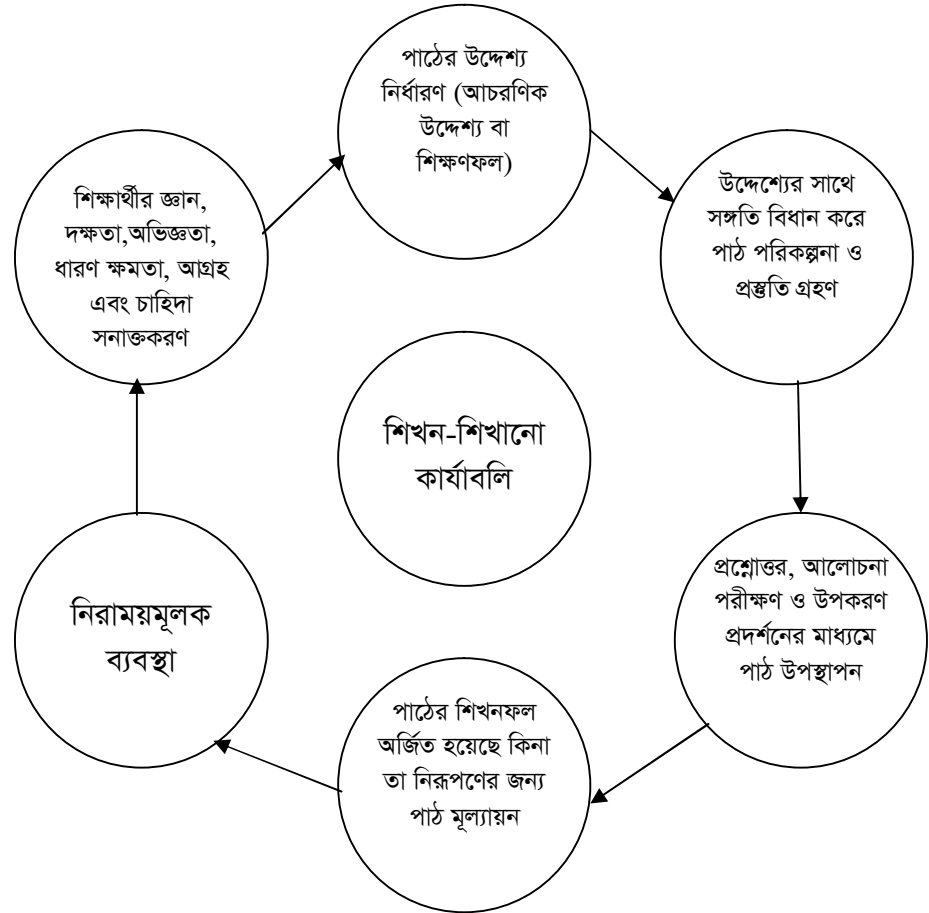 পাঠের উদ্দেশ্য
নির্ধারণ (আচরণিক
উদ্দেশ্য বা
শিক্ষণফল)
উদ্দেশ্যের সাথে
সঙ্গতি বিধান করে
পাঠ পরিকল্পনা ও
প্রস্তুতি গ্রহণ
প্রশ্নোত্তর, আলোচনা
পরীক্ষণ ও উপকরণ
প্রদর্শনের মাধ্যমে
পাঠ উপস্থাপন
পাঠের শিখনফল
অর্জিত হয়েছে কিনা
তা নিরূপণের জন্য
পাঠ মূল্যায়ন
নিরাময়মূলক
ব্যবস্থা
শিক্ষার্থীর জ্ঞান,
দক্ষতা,অভিজ্ঞতা,
ধারণ ক্ষমতা, আগ্রহ
এবং চাহিদা
সনাক্তকরণ
শিখন-শিখানো
কার্যাবলি